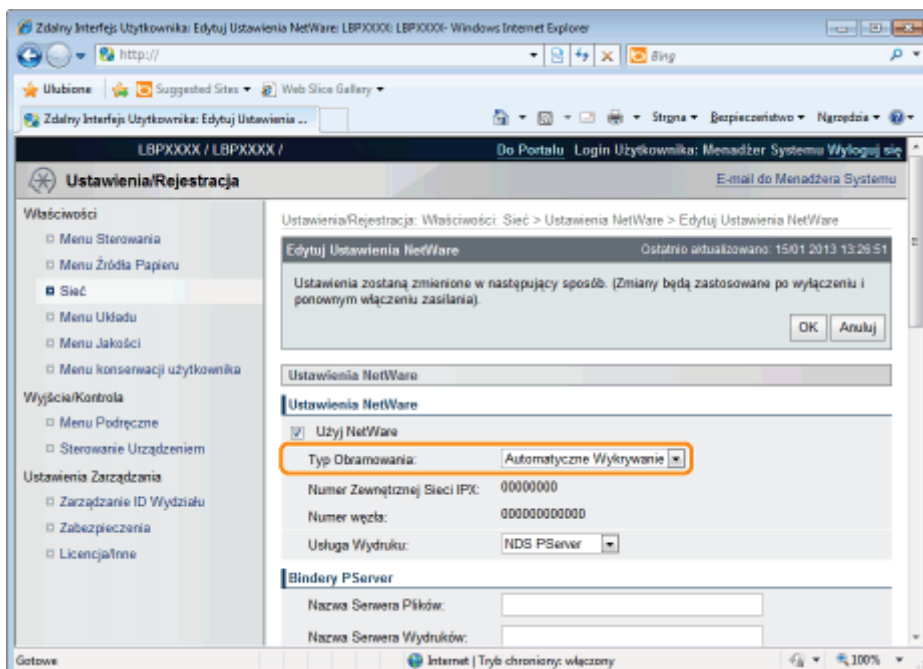 Zdalny Interfejs Użytkownika: Edytuj Ustawienia NetWare: LBPXXXX: LBPXXXX- Windows Internet Explorer
http://
Bing
Ulubione Suggested Sites Web Slice Gallery
Zdalny Interfejs Użytkownika: Edytuj Ustawienia ...
Strona Bezpieczeństwo Narzędzia
LBPXXXX / LBPXXXX /
Do Portalu Login Użytkownika: Menadżer Systemu Wyloguj się
Ustawienia/Rejestracja
E-mail do Menadżera Systemu
Właściwości
Menu Sterowania
Menu Źródła Papieru
Sieć
Menu Układu
Menu Jakości
Menu konserwacji użytkownika
Wyjście/Kontrola
Menu Podręczne
Sterowanie Urządzeniem
Ustawienia Zarządzania
Zarządzanie ID Wydziału
Zabezpieczenia
Licencja/Inne
Ustawienia/Rejestracja: Właściwości: Sieć > Ustawienia NetWare > Edytuj Ustawienia NetWare
Edytuj Ustawienia NetWare
Ostatnio aktualizowano: 15/01 2013 13:26:51
Ustawienia zostaną zmienione w następujący sposób. (Zmiany będą zastosowane po wyłączeniu i
ponownym włączeniu zasilania).
OK Anuluj
Ustawienia NetWare
Ustawienia NetWare
Użyj NetWare
Typ Obramowania: Automatyczne Wykrywanie
Numer Zewnętrznej Sieci IPX: 00000000
Numer węzła: 000000000000
Usługa Wydruku: NDS PServer
Bindery PServer
Nazwa Serwera Plików:
Nazwa Serwera Wydruków:
Gotowe
Internet | Tryb chroniony: włączony
100%